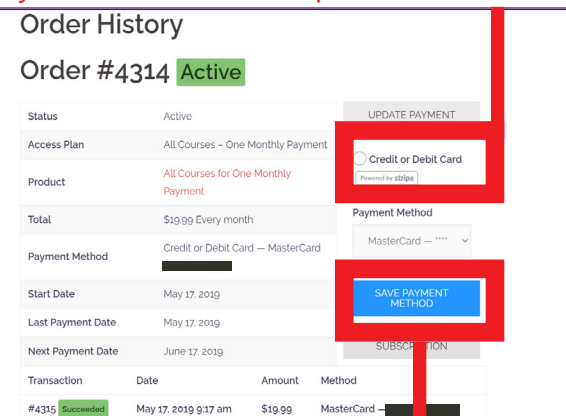 Order History
Order #4314 Active
Status Active
UPDATE PAYMENT
Access Plan All Courses – One Monthly Payment
Credit or Debit Card
Powered by stripe
Product All Courses for One Monthly
Payment
Total $19.99 Every month
Payment Method
MasterCard — ****
Payment Method Credit or Debit Card — MasterCard
Start Date May 17, 2019
SAVE PAYMENT
METHOD
Last Payment Date May 17, 2019
Next Payment Date June 17, 2019
SUBSCRIPTION
Transaction Date Amount Method
#4315 Succeeded May 17, 2019 9:17 am $19.99 MasterCard —